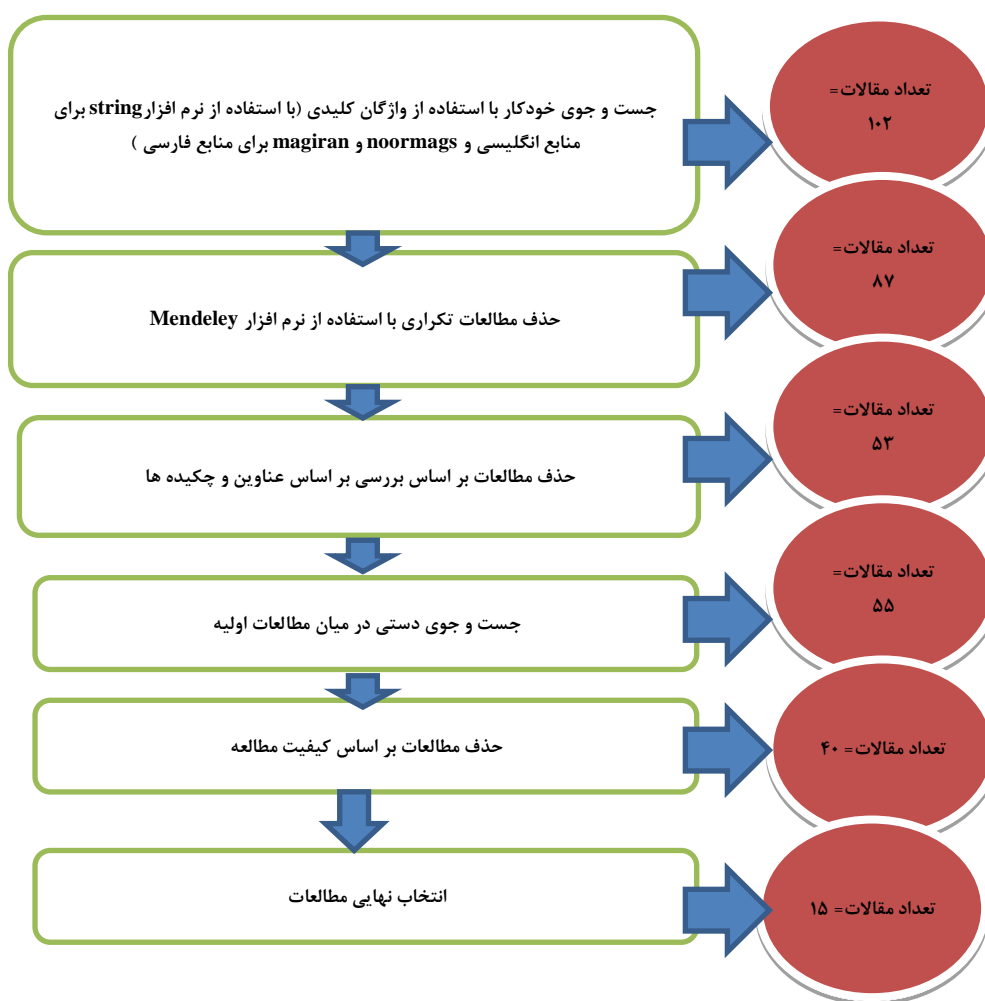 جست و جوی خودکار با استفاده از واژگان کلیدی (با استفاده از نرم افزار string برای
منابع انگلیسی و noormags و magiran برای منابع فارسی )
تعداد مقالات=
۱۰۲
حذف مطالعات تکراری با استفاده از نرم افزار Mendeley
تعداد مقالات=
۸۷
حذف مطالعات بر اساس بررسی بر اساس عناوین و چکیده ها
تعداد مقالات=
۵۳
جست و جوی دستی در میان مطالعات اولیه
تعداد مقالات=
۵۵
حذف مطالعات بر اساس کیفیت مطالعه
تعداد مقالات= ۴۰
انتخاب نهایی مطالعات
تعداد مقالات= ۱۵